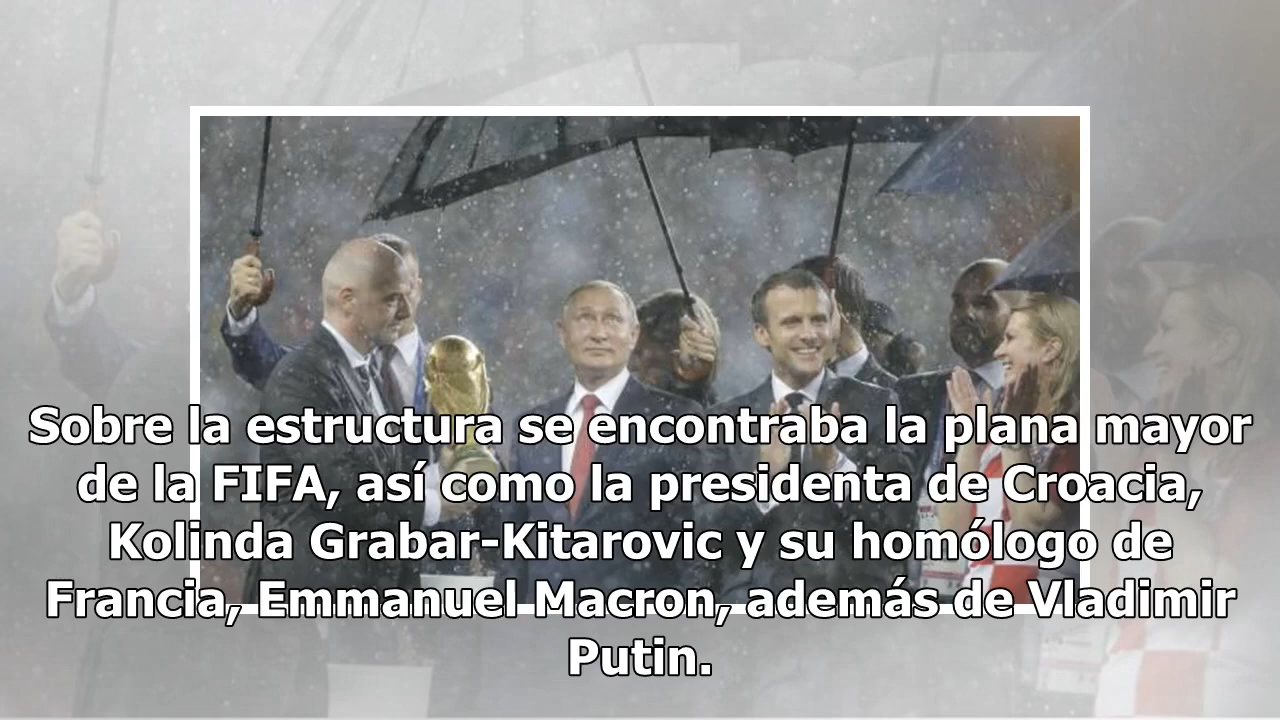 Sobre la estructura se encontraba la plana mayor
de la FIFA, así como la presidenta de Croacia,
Kolinda Grabar-Kitarovic y su homólogo de
Francia, Emmanuel Macron, además de Vladimir
Putin.